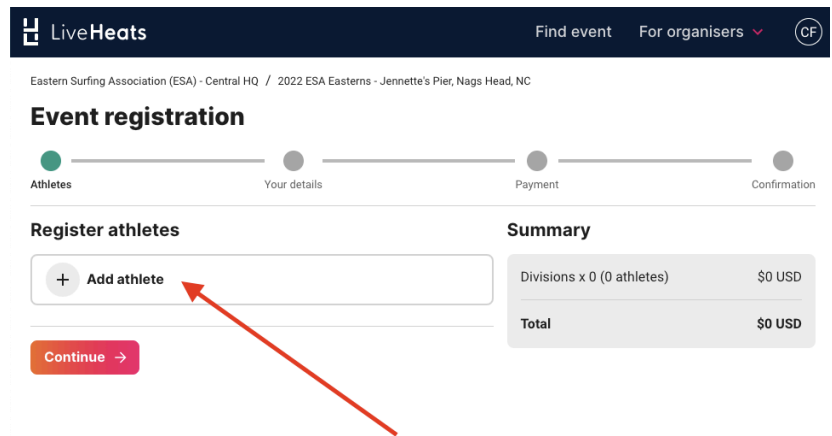 LiveHeats Find event For organisers CF
Eastern Surfing Association (ESA) - Central HQ / 2022 ESA Easterns - Jennette's Pier, Nags Head, NC
Event registration
Athletes Your details Payment Confirmation
Register athletes
+ Add athlete
Continue →
Summary
Divisions x 0 (0 athletes) $0 USD
Total $0 USD